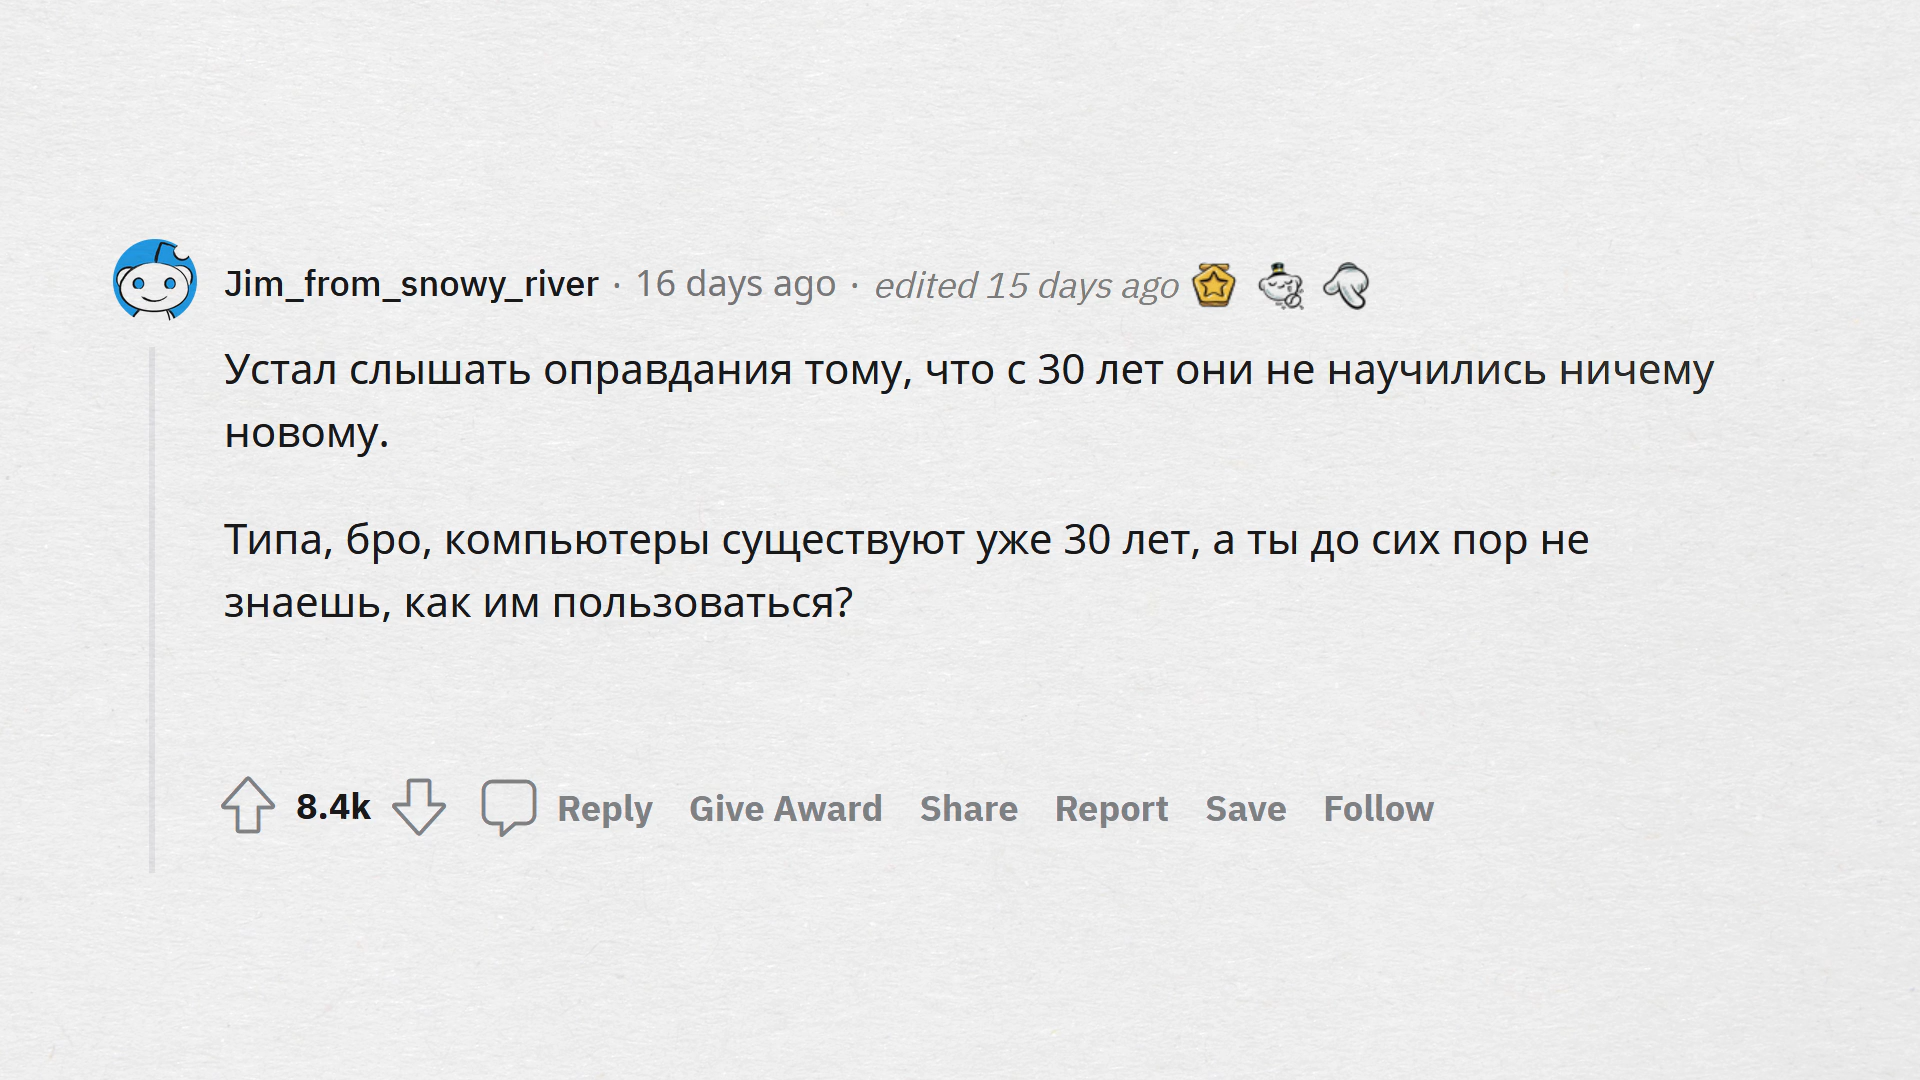 Jim_from_snowy_river · 16 days ago · edited 15 days ago
Устал слышать оправдания тому, что с 30 лет они не научились ничему
новому.
Типа, бро, компьютеры существуют уже 30 лет, а ты до сих пор не
знаешь, как им пользоваться?
8.4k Reply Give Award Share Report Save Follow